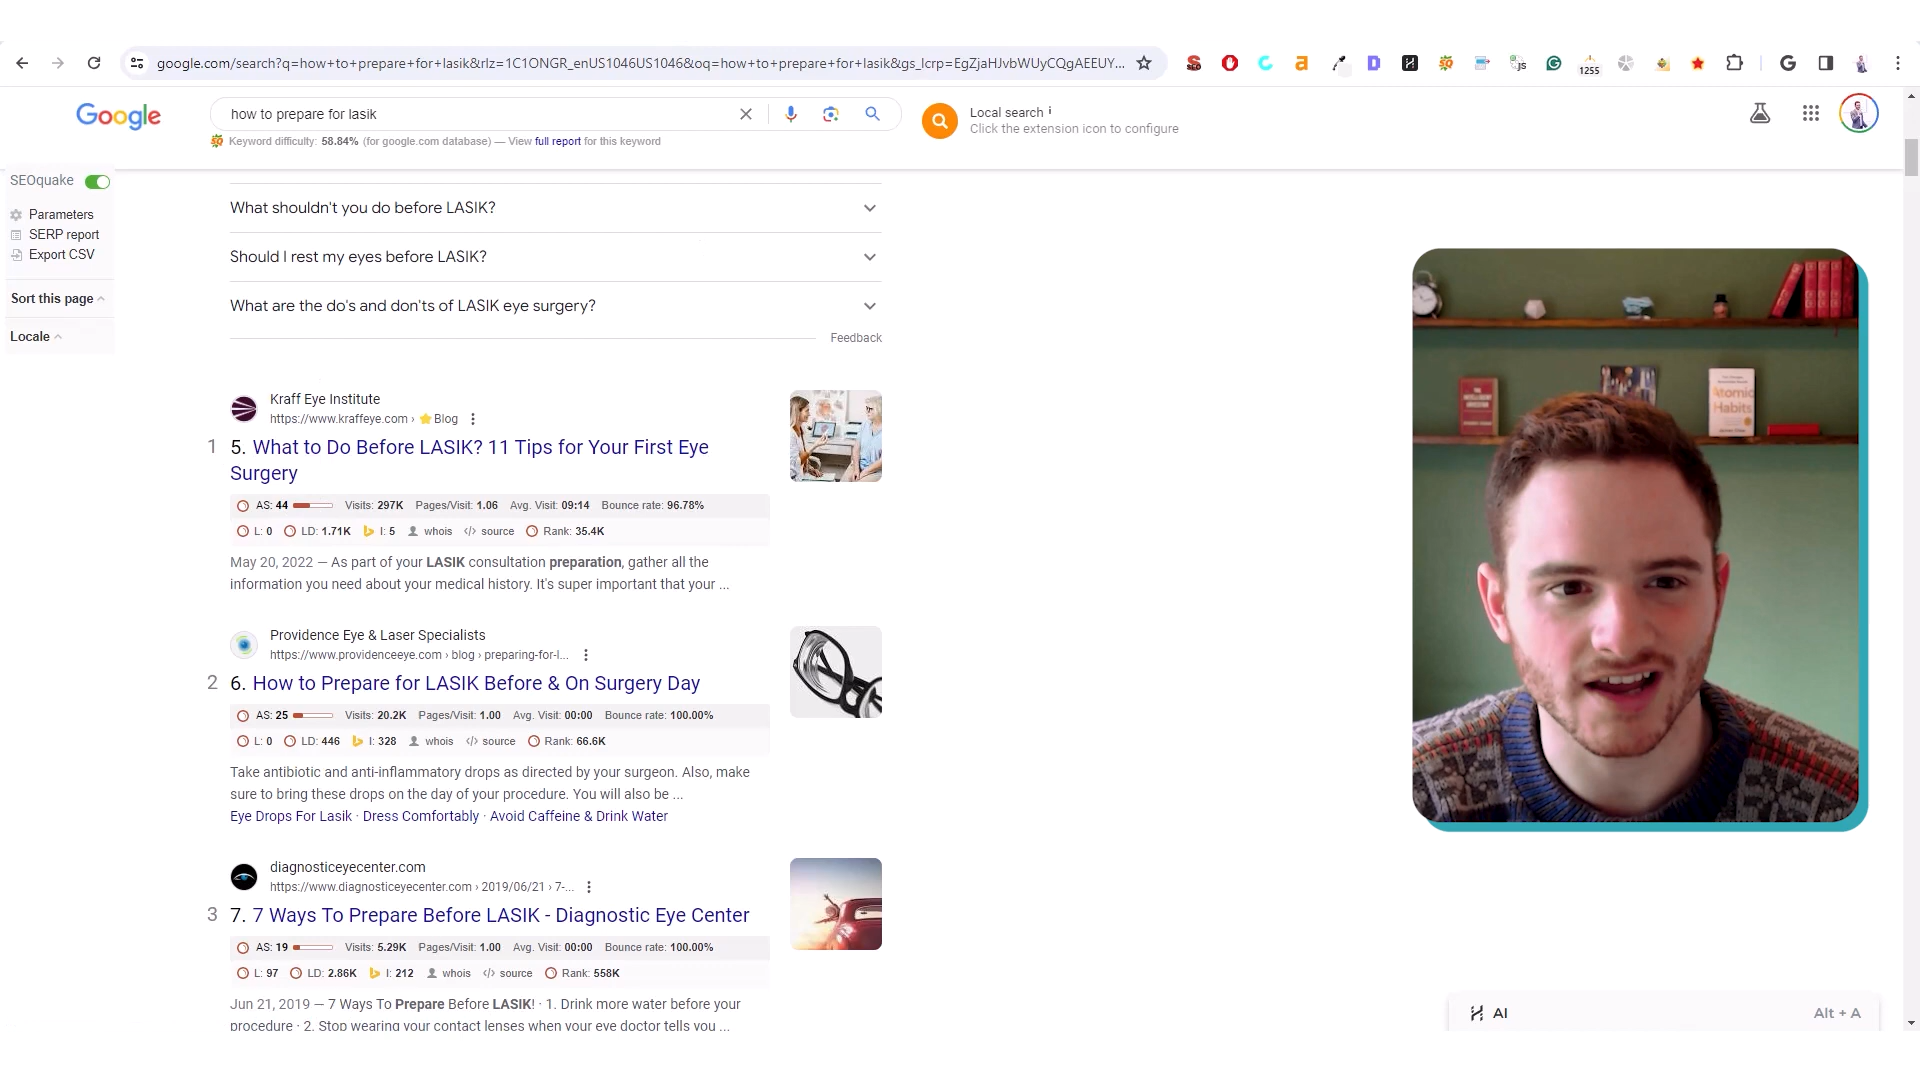 google.com/search?q=how+to+prepare+for+lasik&rlz=1C1ONGR_enUS1046US1046&oq=how+to+prepare+for+lasik&gs_lcrp=EgZjaHJvbWUyCQgAEEUY...
1255
Google
how to prepare for lasik
Local search i
Click the extension icon to configure
Keyword difficulty: 58.84% (for google.com database) — View full report for this keyword
SEOquake
Parameters
SERP report
Export CSV
Sort this page
Locale
What shouldn't you do before LASIK?
Should I rest my eyes before LASIK?
What are the do's and don'ts of LASIK eye surgery?
Feedback
Kraff Eye Institute
https://www.kraffeye.com › ⭐Blog
1 5. What to Do Before LASIK? 11 Tips for Your First Eye
Surgery
AS: 44 Visits: 297K Pages/Visit: 1.06 Avg. Visit: 09:14 Bounce rate: 96.78%
L: 0 LD: 1.71K I: 5 whois </> source Rank: 35.4K
May 20, 2022 — As part of your LASIK consultation preparation, gather all the
information you need about your medical history. It's super important that your ...
Providence Eye & Laser Specialists
https://www.providenceeye.com › blog › preparing-for-l...
2 6. How to Prepare for LASIK Before & On Surgery Day
AS: 25 Visits: 20.2K Pages/Visit: 1.00 Avg. Visit: 00:00 Bounce rate: 100.00%
L: 0 LD: 446 I: 328 whois </> source Rank: 66.6K
Take antibiotic and anti-inflammatory drops as directed by your surgeon. Also, make
sure to bring these drops on the day of your procedure. You will also be ...
Eye Drops For Lasik · Dress Comfortably · Avoid Caffeine & Drink Water
diagnosticeyecenter.com
https://www.diagnosticeyecenter.com › 2019/06/21 › 7-...
3 7. 7 Ways To Prepare Before LASIK - Diagnostic Eye Center
AS: 19 Visits: 5.29K Pages/Visit: 1.00 Avg. Visit: 00:00 Bounce rate: 100.00%
L: 97 LD: 2.86K I: 212 whois </> source Rank: 558K
Jun 21, 2019 — 7 Ways To Prepare Before LASIK! · 1. Drink more water before your
procedure · 2. Stop wearing your contact lenses when your eye doctor tells you ...
THE INTELLIGENT INVESTOR
Atomic
Habits
AI
Alt + A